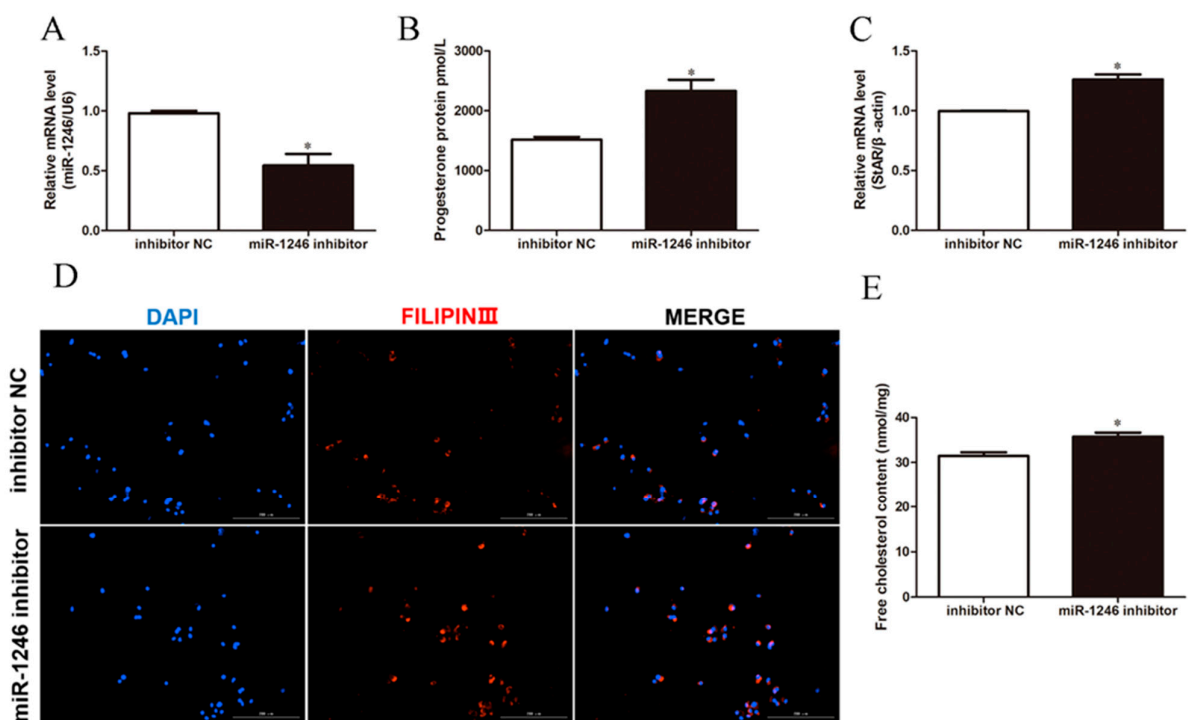 A
Relative mRNA level
(miR-1246/U6)
1.5
1.0
0.5
0.0
*
inhibitor NC
miR-1246 inhibitor
B
Progesterone protein pmol/L
3000
2000
1000
0
*
inhibitor NC
miR-1246 inhibitor
C
Relative mRNA level
(StAR/β -actin)
1.5
1.0
0.5
0.0
*
inhibitor NC
miR-1246 inhibitor
D
DAPI
FILIPINⅢ
MERGE
inhibitor NC
miR-1246 inhibitor
E
Free cholesterol content (nmol/mg)
40
30
20
10
0
*
inhibitor NC
miR-1246 inhibitor